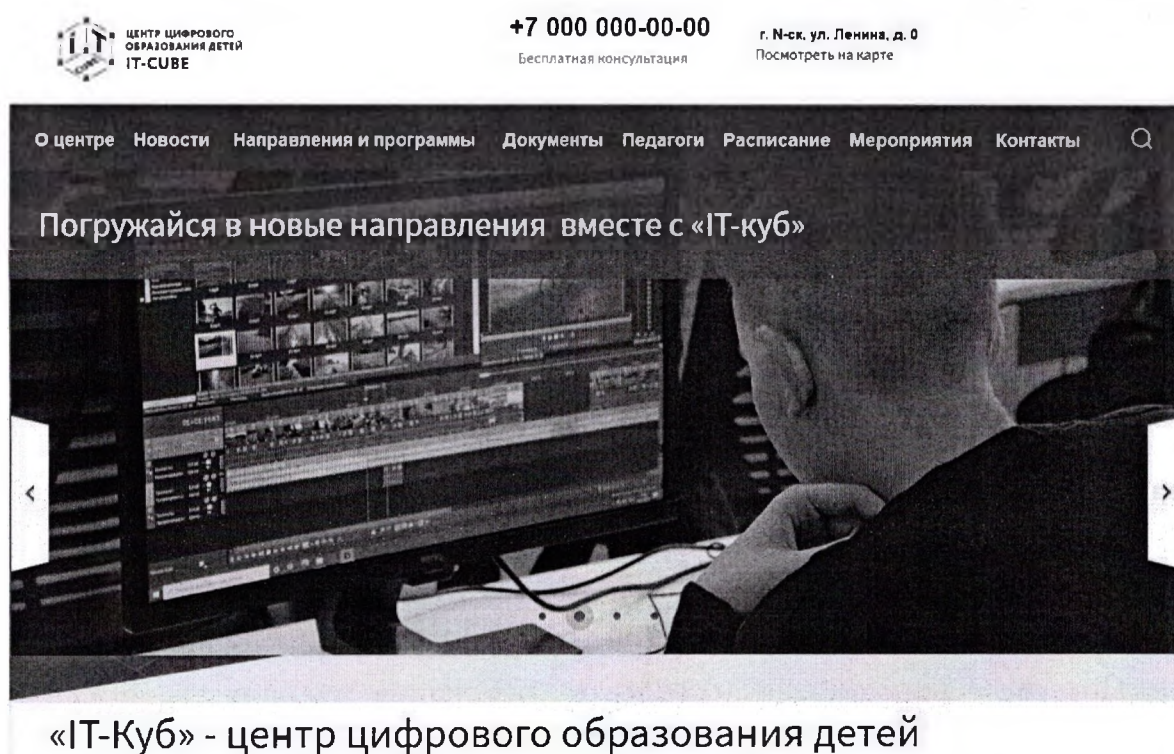 ЦЕНТР ЦИФРОВОГО
ОБРАЗОВАНИЯ ДЕТЕЙ
IT-CUBE
I.T
CUBE
+7 000 000-00-00
Бесплатная консультация
г. N-ск, ул. Ленина, д. 0
Посмотреть на карте
О центре Новости Направления и программы Документы Педагоги Расписание Мероприятия Контакты
Погружайся в новые направления вместе с «IT-куб»
«IT-Куб» - центр цифрового образования детей